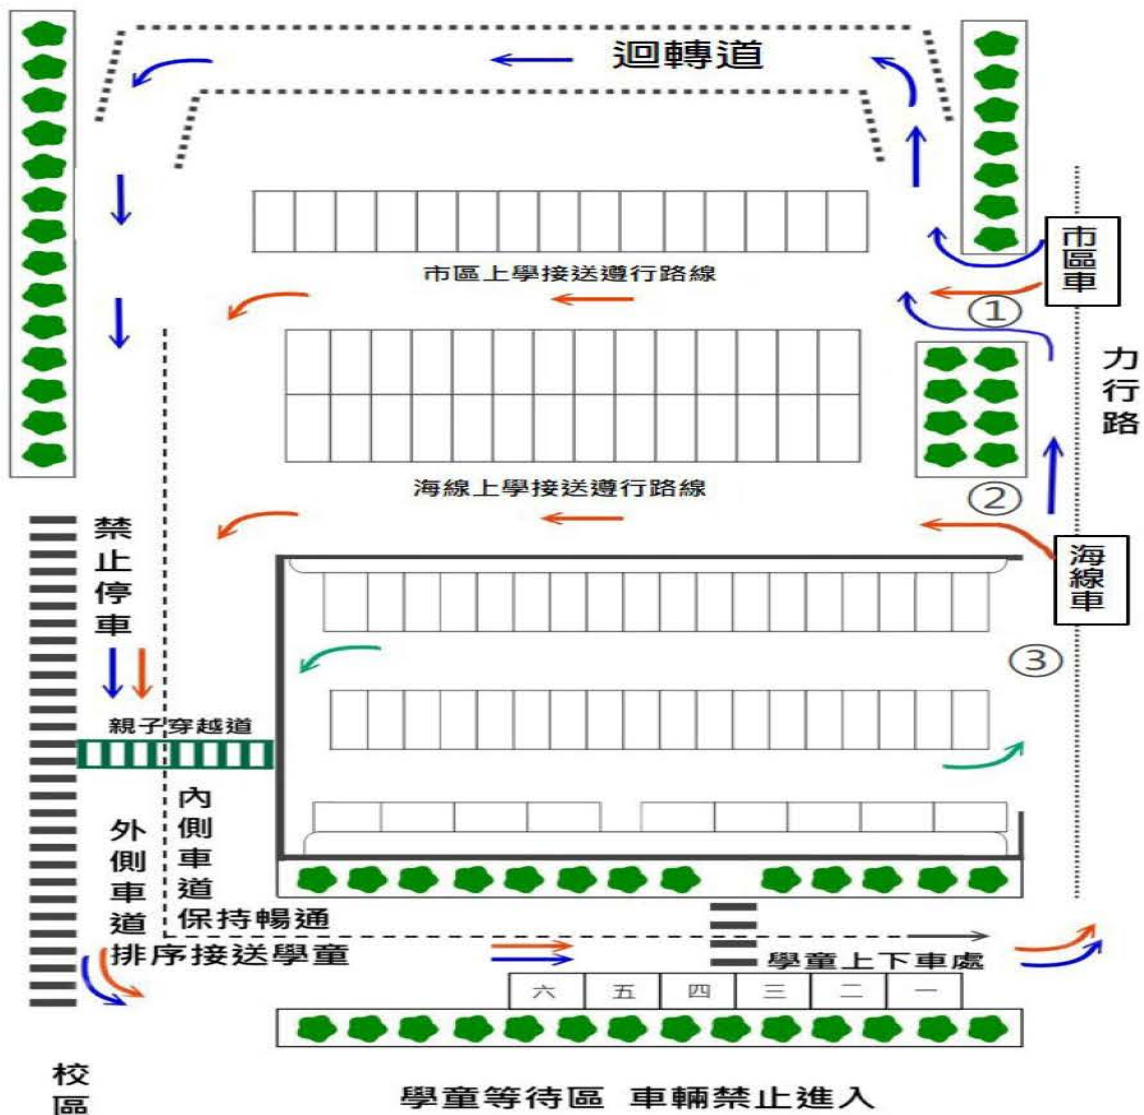 迴轉道
市區車
市區上學接送遵行路線
①
力行路
海線上學接送遵行路線
②
禁止停車
海線車
③
親子穿越道
內側車道
保持暢通
外側車道
排序接送學童
學童上下車處
六 五 四 三 二 一
校區
學童等待區 車輛禁止進入